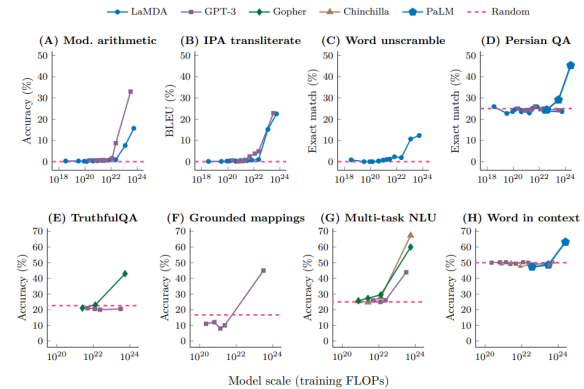 LaMDA GPT-3 Gopher Chinchilla PaLM Random
(A) Mod. arithmetic (B) IPA transliterate (C) Word unscramble (D) Persian QA
Accuracy (%) BLEU (%) Exact match (%) Exact match (%)
50 50 50 50
40 40 40 40
30 30 30 30
20 20 20 20
10 10 10 10
0 0 0 0
10^18 10^20 10^22 10^24 10^18 10^20 10^22 10^24 10^18 10^20 10^22 10^24 10^18 10^20 10^22 10^24
(E) TruthfulQA (F) Grounded mappings (G) Multi-task NLU (H) Word in context
Accuracy (%) Accuracy (%) Accuracy (%) Accuracy (%)
70 70 70 70
60 60 60 60
50 50 50 50
40 40 40 40
30 30 30 30
20 20 20 20
10 10 10 10
0 0 0 0
10^20 10^22 10^24 10^20 10^22 10^24 10^20 10^22 10^24 10^20 10^22 10^24
Model scale (training FLOPs)